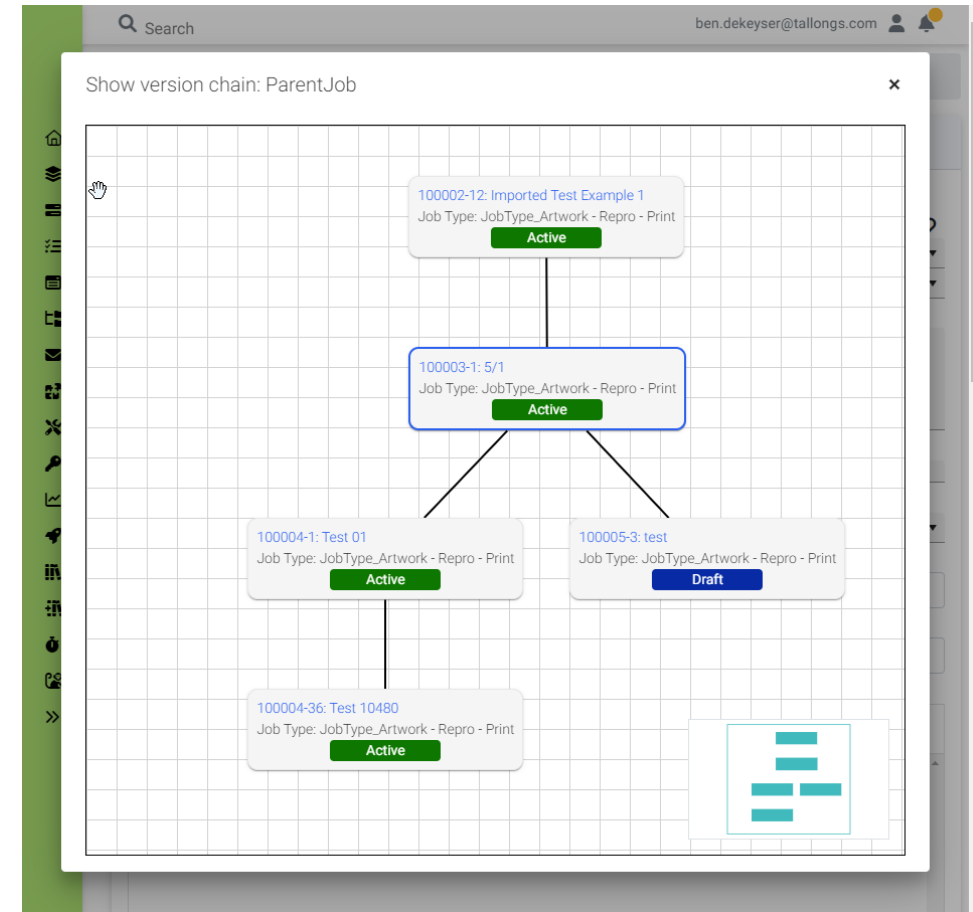 Search
ben.dekeyser@tallongs.com
Show version chain: ParentJob
×
100002-12: Imported Test Example 1
Job Type: JobType_Artwork - Repro - Print
Active
100003-1: 5/1
Job Type: JobType_Artwork - Repro - Print
Active
100004-1: Test 01
Job Type: JobType_Artwork - Repro - Print
Active
100005-3: test
Job Type: JobType_Artwork - Repro - Print
Draft
100004-36: Test 10480
Job Type: JobType_Artwork - Repro - Print
Active